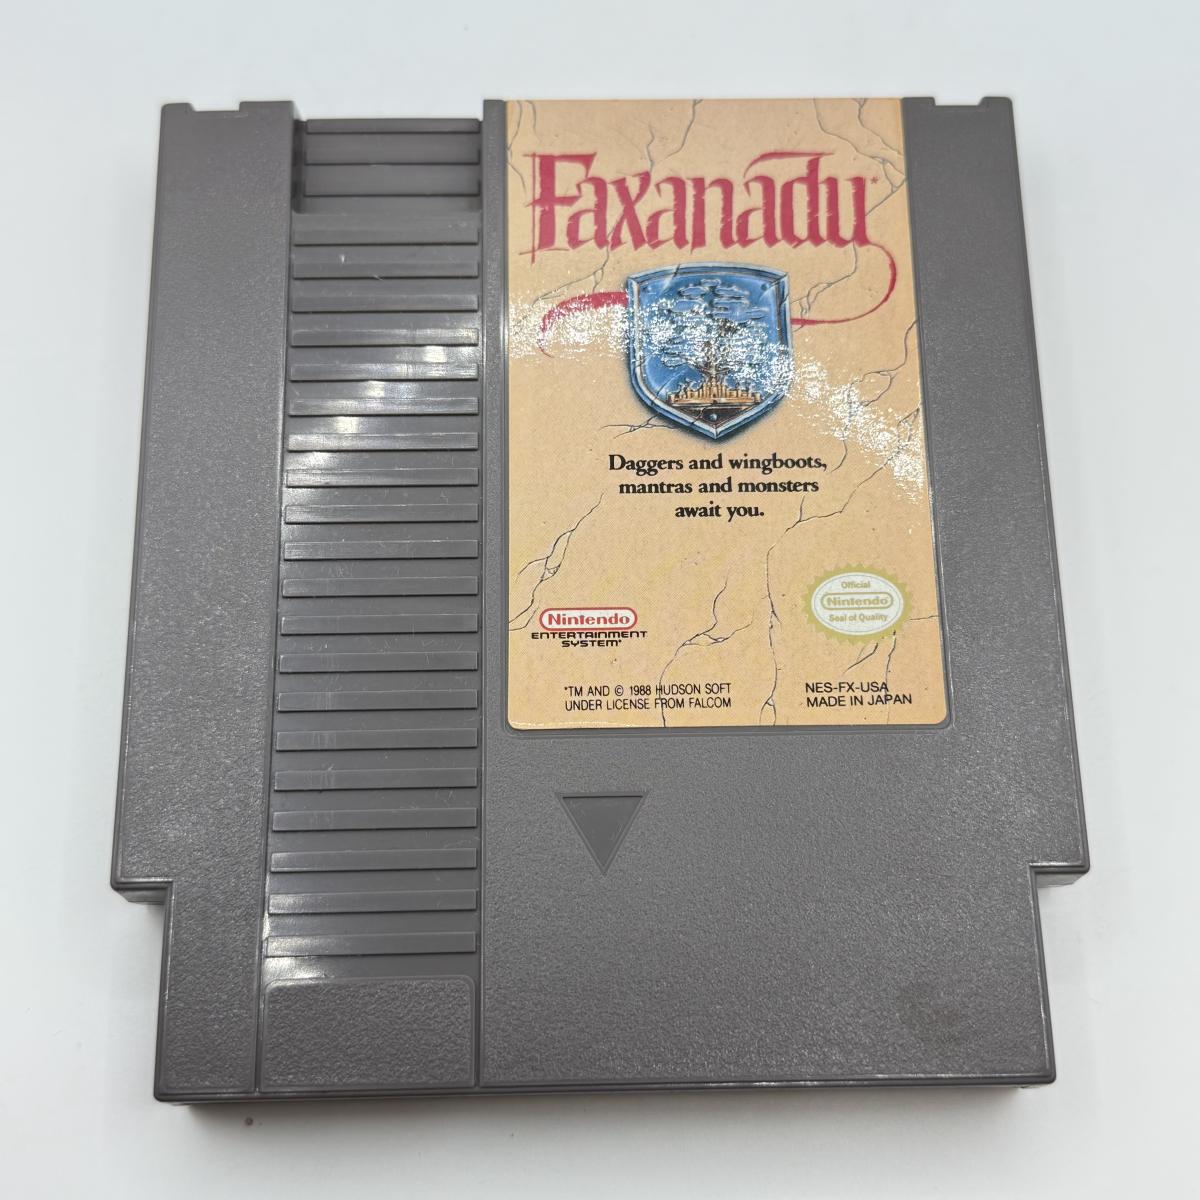 Faxanadu*
Daggers and wingboots,
mantras and monsters
await you.
Official
Nintendo
Seal of Quality
Nintendo
ENTERTAINMENT
SYSTEM®
*TM AND © 1988 HUDSON SOFT
UNDER LICENSE FROM FALCOM
NES-FX-USA
MADE IN JAPAN